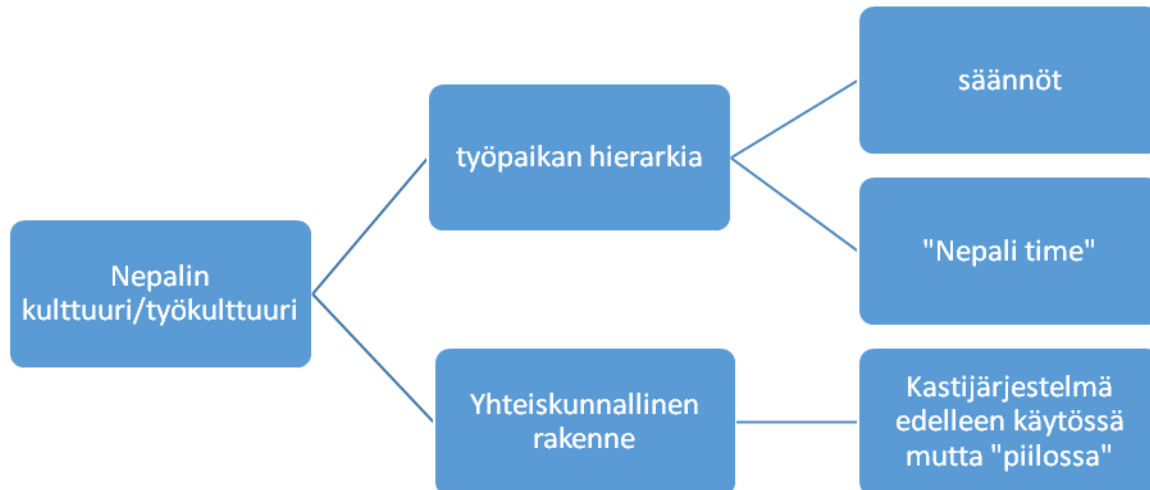 Nepalin
kulttuuri/työkulttuuri
työpaikan hierarkia
säännöt
"Nepali time"
Yhteiskunnallinen
rakenne
Kastijärjestelmä
edelleen käytössä
mutta "piilossa"